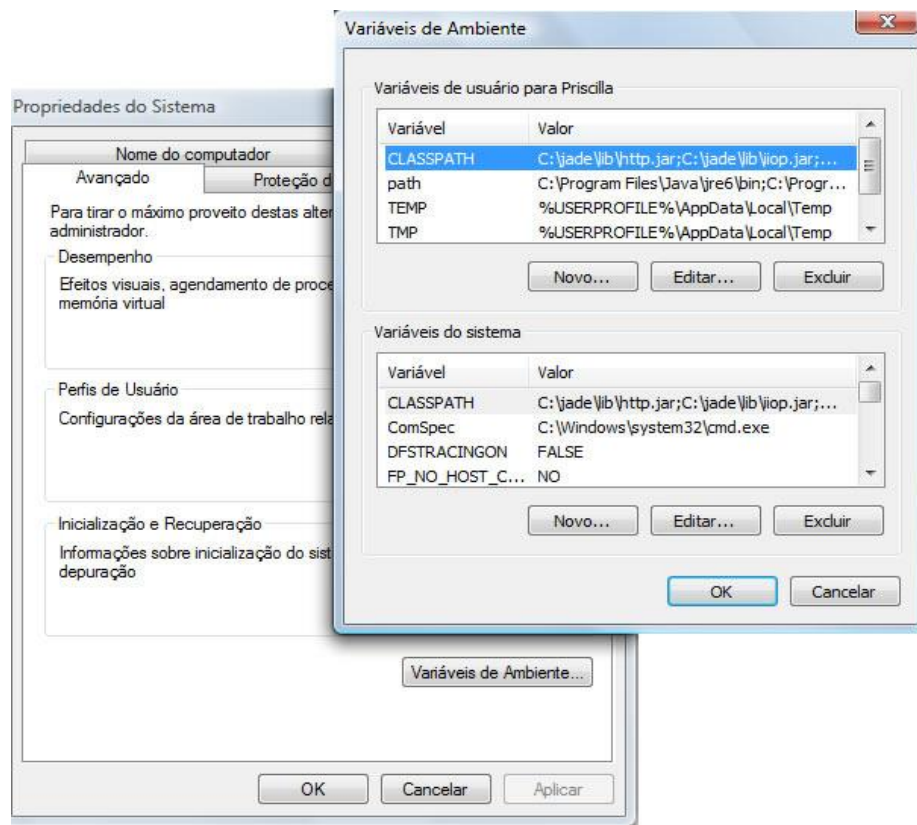 Variáveis de Ambiente
Variáveis de usuário para Priscilla
Variável Valor
CLASSPATH C:\jade\lib\http.jar;C:\jade\lib\iiop.jar;...
path C:\Program Files\Java\jre6\bin;C:\Progr...
TEMP %USERPROFILE%\AppData\Local\Temp
TMP %USERPROFILE%\AppData\Local\Temp
Novo... Editar... Excluir
Variáveis do sistema
Variável Valor
CLASSPATH C:\jade\lib\http.jar;C:\jade\lib\iiop.jar;...
ComSpec C:\Windows\system32\cmd.exe
DFSTRACINGON FALSE
FP_NO_HOST_C... NO
Novo... Editar... Excluir
OK Cancelar
Propriedades do Sistema
Nome do computador
Avançado Proteção d
Para tirar o máximo proveito destas alter
administrador.
Desempenho
Efeitos visuais, agendamento de proce
memória virtual
Perfis de Usuário
Configurações da área de trabalho rela
Inicialização e Recuperação
Informações sobre inicialização do sist
depuração
Variáveis de Ambiente...
OK Cancelar Aplicar